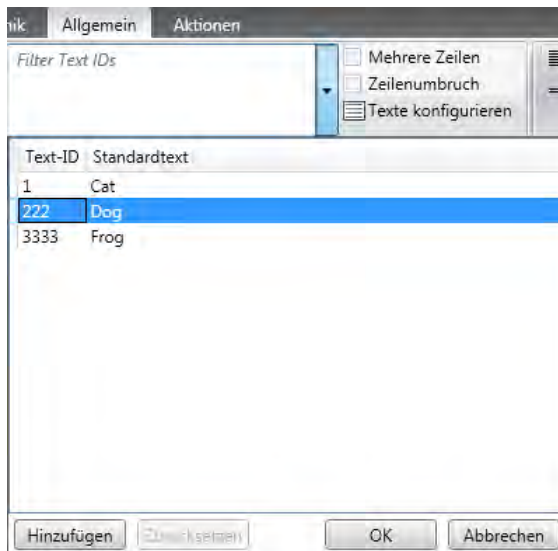 nik Allgemein Aktionen
Filter Text IDs
Mehrere Zeilen
Zeilenumbruch
Texte konfigurieren
Text-ID Standardtext
1 Cat
222 Dog
3333 Frog
Hinzufügen Zurücksetzen OK Abbrechen